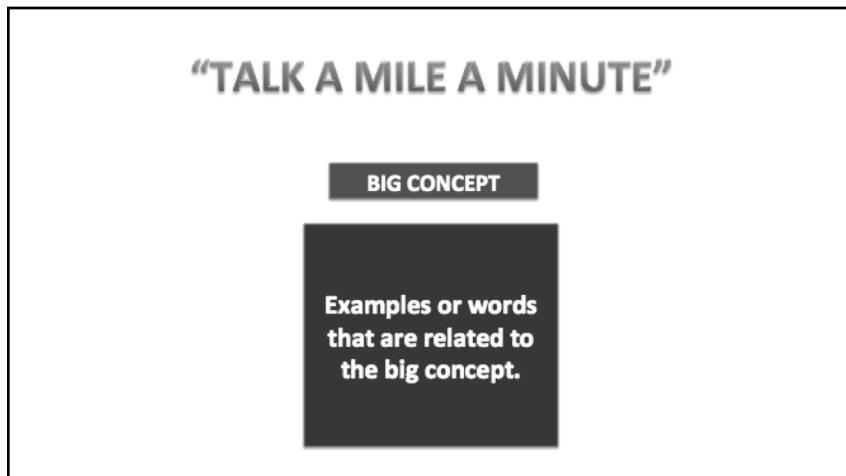 “TALK A MILE A MINUTE”
BIG CONCEPT
Examples or words
that are related to
the big concept.